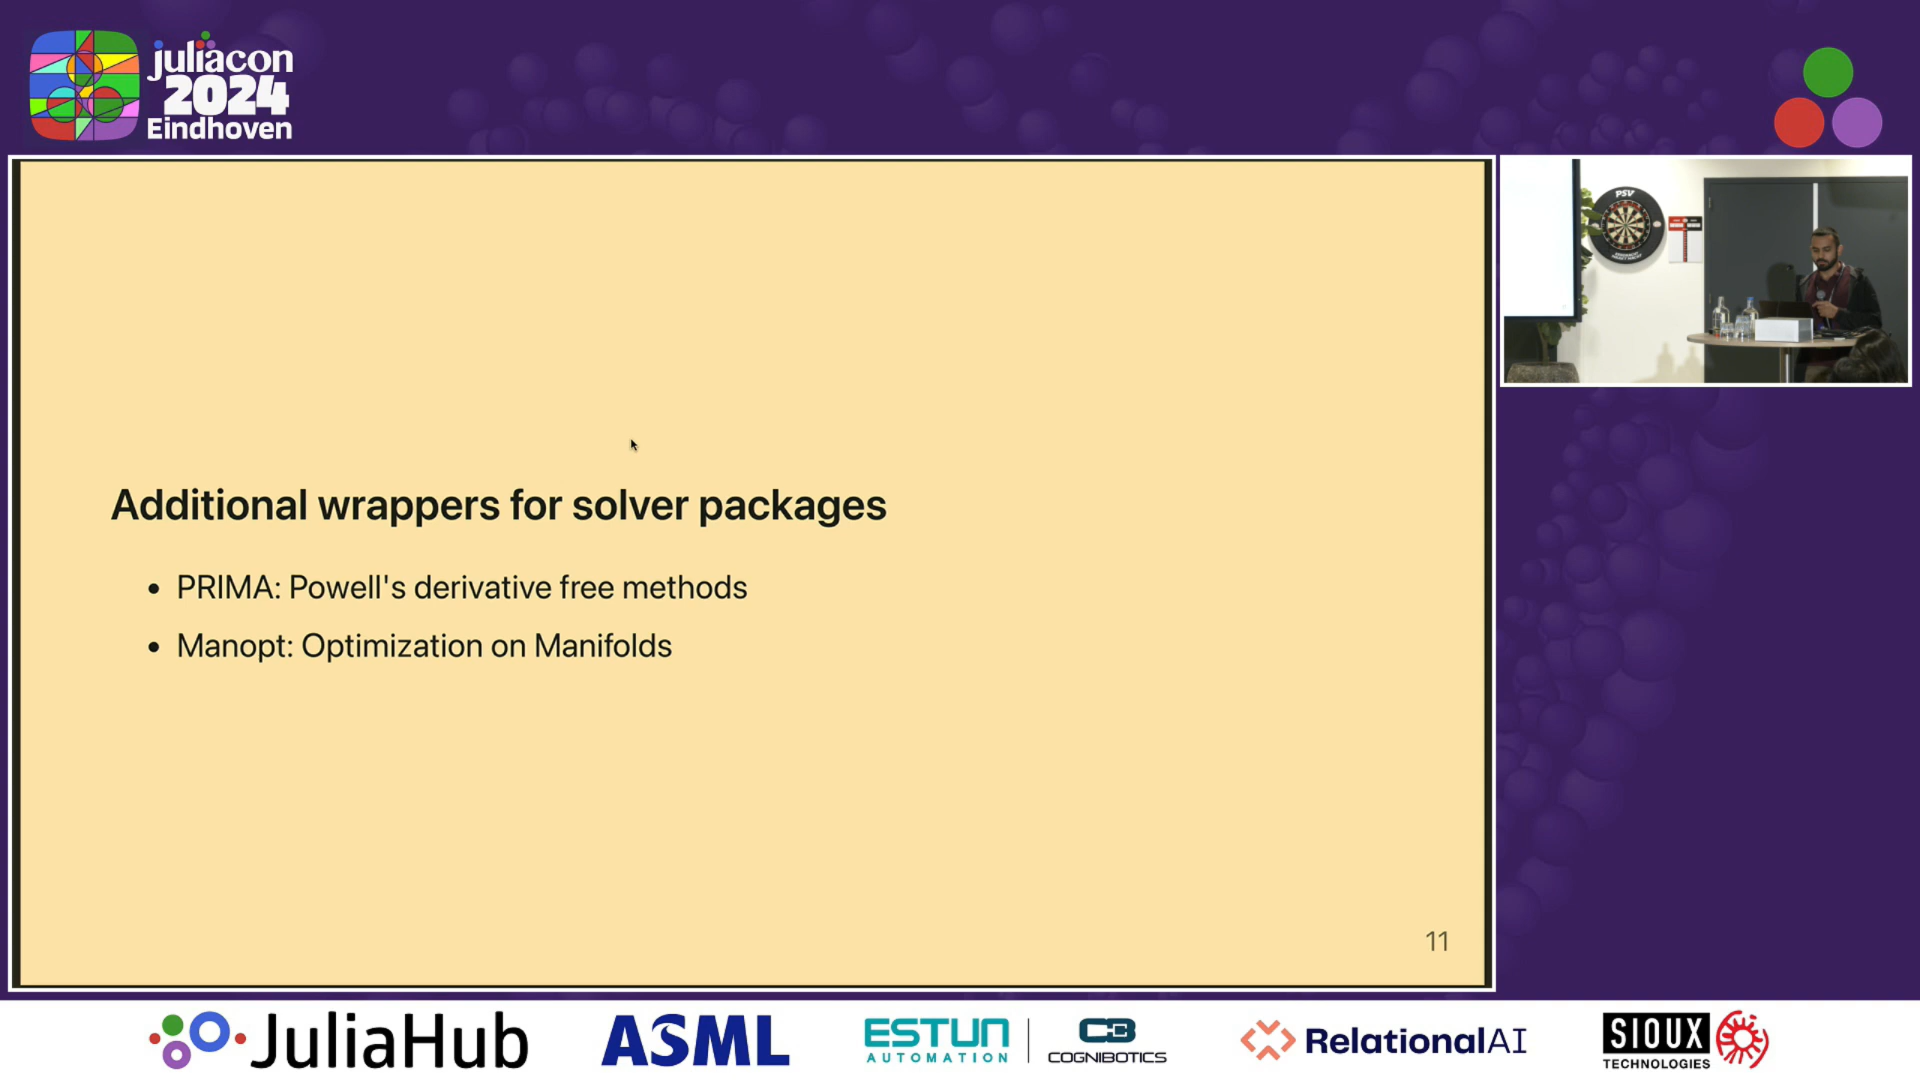 juliacon
2024
Eindhoven
PSV
Additional wrappers for solver packages
• PRIMA: Powell's derivative free methods
• Manopt: Optimization on Manifolds
11
JuliaHub
ASML
ESTUN
AUTOMATION
COGNIBOTICS
RelationalAI
SIOUX
TECHNOLOGIES